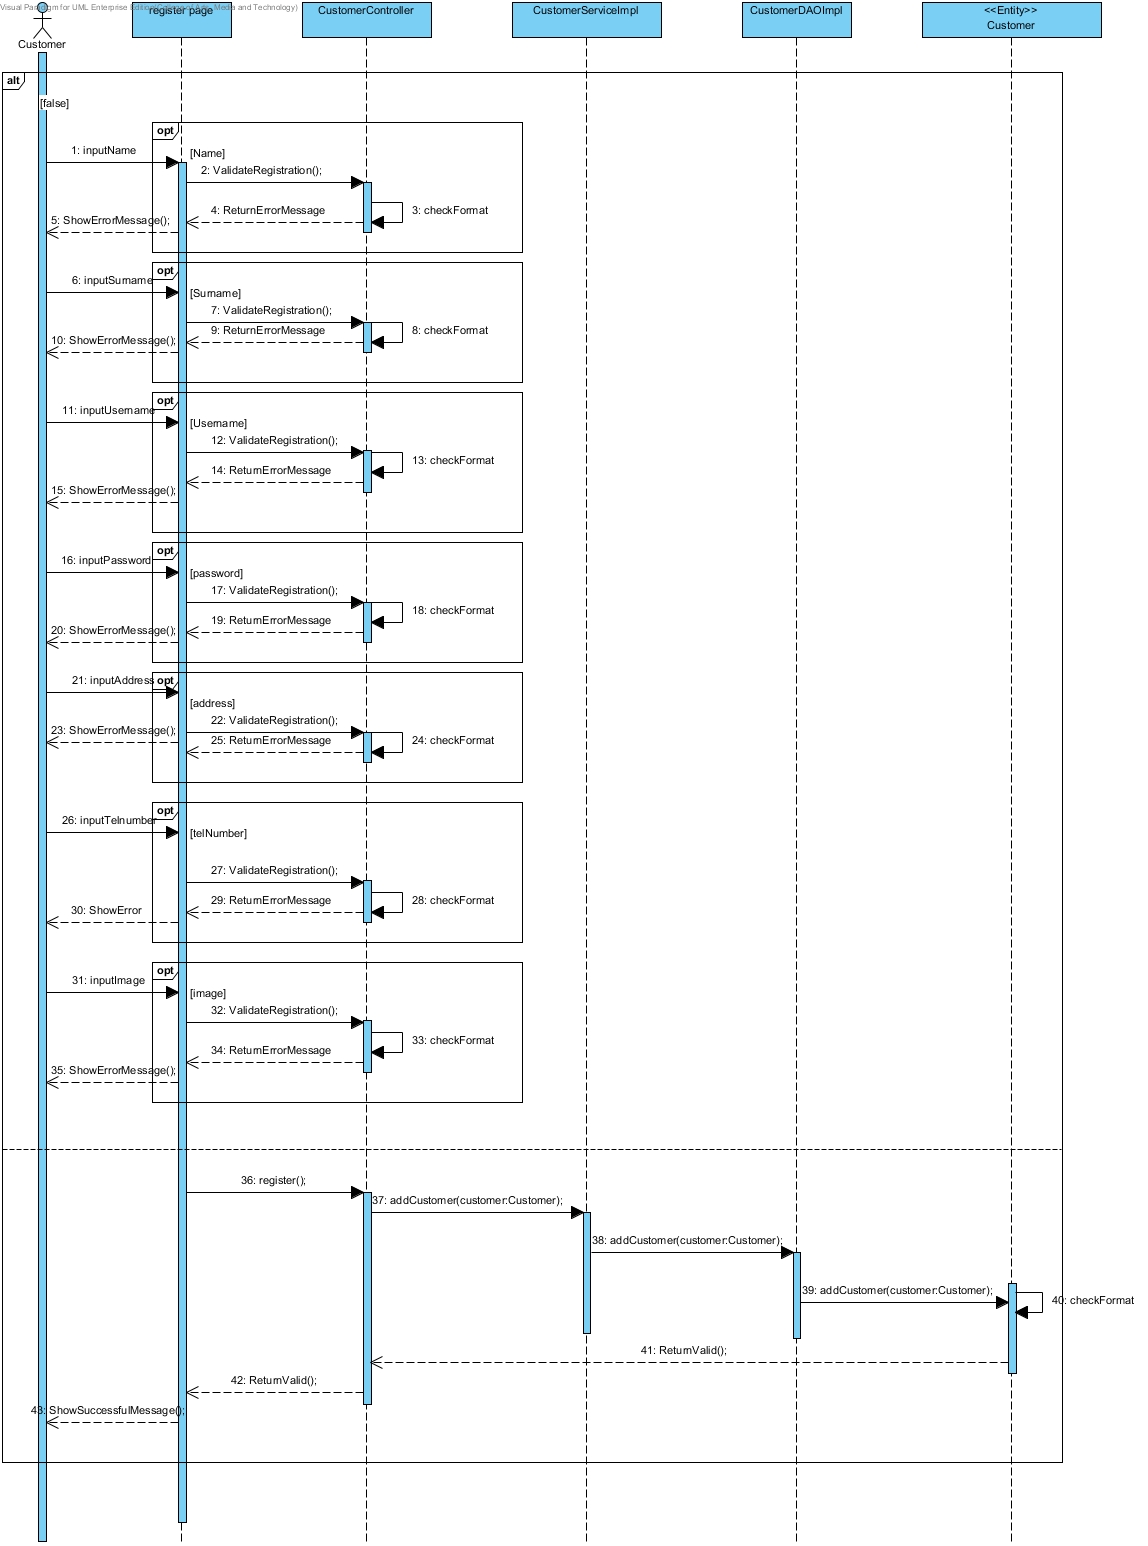 Visual Paradigm for UML Enterprise Edition(College of Arts, Media and Technology)
register page
CustomerController
CustomerServiceImpl
CustomerDAOImpl
<<Entity>>
Customer
Customer
alt
[false]
opt
1: inputName
[Name]
2: ValidateRegistration();
3: checkFormat
4: ReturnErrorMessage
5: ShowErrorMessage();
opt
6: inputSurname
[Surname]
7: ValidateRegistration();
8: checkFormat
9: ReturnErrorMessage
10: ShowErrorMessage();
opt
11: inputUsername
[Username]
12: ValidateRegistration();
13: checkFormat
14: ReturnErrorMessage
15: ShowErrorMessage();
opt
16: inputPassword
[password]
17: ValidateRegistration();
18: checkFormat
19: ReturnErrorMessage
20: ShowErrorMessage();
opt
21: inputAddress
[address]
22: ValidateRegistration();
23: ShowErrorMessage();
24: checkFormat
25: ReturnErrorMessage
opt
26: inputTelnumber
[telNumber]
27: ValidateRegistration();
28: checkFormat
29: ReturnErrorMessage
30: ShowError
opt
31: inputImage
[image]
32: ValidateRegistration();
33: checkFormat
34: ReturnErrorMessage
35: ShowErrorMessage();
36: register();
37: addCustomer(customer:Customer);
38: addCustomer(customer:Customer);
39: addCustomer(customer:Customer);
40: checkFormat
41: ReturnValid();
42: ReturnValid();
43: ShowSuccessfulMessage();